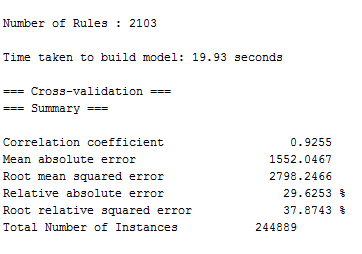 Number of Rules : 2103
Time taken to build model: 19.93 seconds
=== Cross-validation ===
=== Summary ===
Correlation coefficient 0.9255
Mean absolute error 1552.0467
Root mean squared error 2798.2466
Relative absolute error 29.6253 %
Root relative squared error 37.8743 %
Total Number of Instances 244889